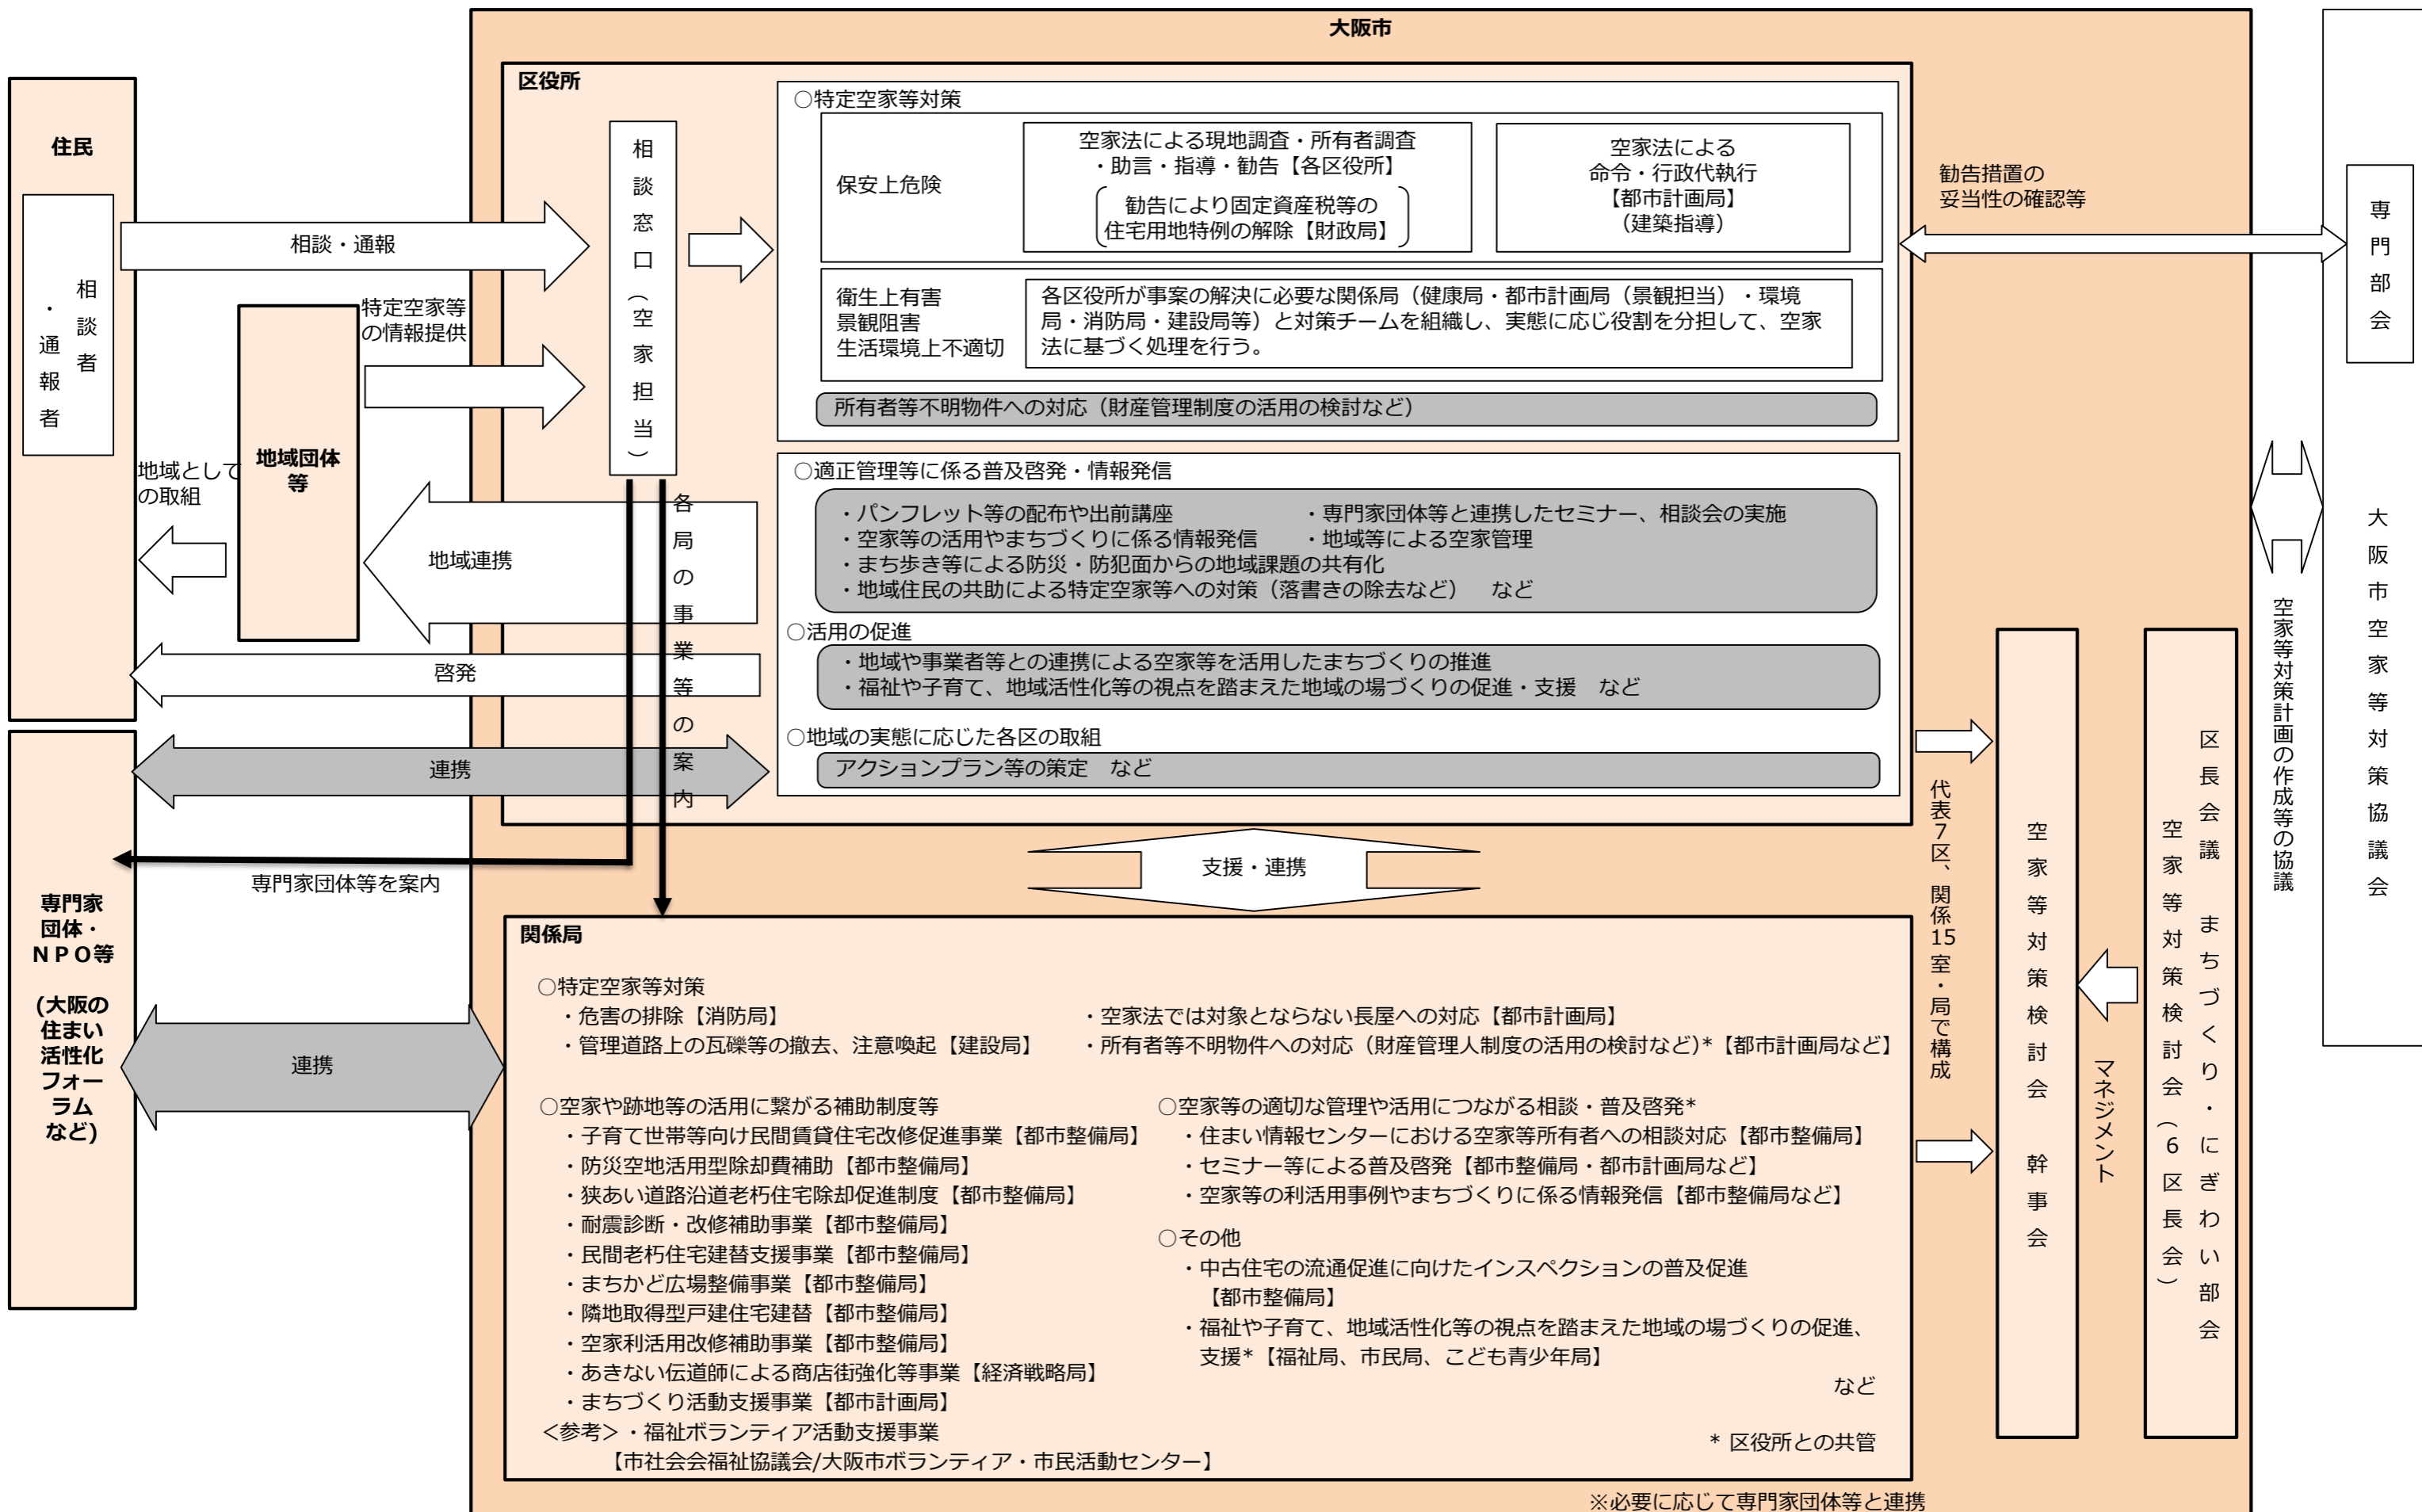 大阪市
区役所
住民
相談者
・通報者
相談・通報
特定空家等
の情報提供
地域団体
等
地域として
の取組
地域連携
啓発
連携
相談窓口（空家担当）
各局の事業等の案内
○特定空家等対策
保安上危険
空家法による現地調査・所有者調査
・助言・指導・勧告【各区役所】
勧告により固定資産税等の
住宅用地特例の解除【財政局】
空家法による
命令・行政代執行
【都市計画局】
（建築指導）
衛生上有害
景観阻害
生活環境上不適切
各区役所が事案の解決に必要な関係局（健康局・都市計画局（景観担当）・環境
局・消防局・建設局等）と対策チームを組織し、実態に応じ役割を分担して、空家
法に基づく処理を行う。
所有者等不明物件への対応（財産管理制度の活用の検討など）
○適正管理等に係る普及啓発・情報発信
・パンフレット等の配布や出前講座
・専門家団体等と連携したセミナー、相談会の実施
・空家等の活用やまちづくりに係る情報発信
・地域等による空家管理
・まち歩き等による防災・防犯面からの地域課題の共有化
・地域住民の共助による特定空家等への対策（落書きの除去など）　など
○活用の促進
・地域や事業者等との連携による空家等を活用したまちづくりの推進
・福祉や子育て、地域活性化等の視点を踏まえた地域の場づくりの促進・支援　など
○地域の実態に応じた各区の取組
アクションプラン等の策定　など
勧告措置の
妥当性の確認等
専門部会
大阪市空家等対策協議会
空家等対策計画の作成等の協議
支援・連携
専門家団体等を案内
専門家
団体・
ＮＰＯ等
(大阪の
住まい
活性化
フォー
ラム
など)
連携
関係局
○特定空家等対策
・危害の排除【消防局】
・空家法では対象とならない長屋への対応【都市計画局】
・管理道路上の瓦礫等の撤去、注意喚起【建設局】
・所有者等不明物件への対応（財産管理人制度の活用の検討など)*【都市計画局など】
○空家や跡地等の活用に繋がる補助制度等
・子育て世帯等向け民間賃貸住宅改修促進事業【都市整備局】
・防災空地活用型除却費補助【都市整備局】
・狭あい道路沿道老朽住宅除却促進制度【都市整備局】
・耐震診断・改修補助事業【都市整備局】
・民間老朽住宅建替支援事業【都市整備局】
・まちかど広場整備事業【都市整備局】
・隣地取得型戸建住宅建替【都市整備局】
・空家利活用改修補助事業【都市整備局】
・あきない伝道師による商店街強化等事業【経済戦略局】
・まちづくり活動支援事業【都市計画局】
＜参考＞・福祉ボランティア活動支援事業
【市社会会福祉協議会/大阪市ボランティア・市民活動センター】
○空家等の適切な管理や活用につながる相談・普及啓発*
・住まい情報センターにおける空家等所有者への相談対応【都市整備局】
・セミナー等による普及啓発【都市整備局・都市計画局など】
・空家等の利活用事例やまちづくりに係る情報発信【都市整備局など】
○その他
・中古住宅の流通促進に向けたインスペクションの普及促進
【都市整備局】
・福祉や子育て、地域活性化等の視点を踏まえた地域の場づくりの促進、
支援*【福祉局、市民局、こども青少年局】
など
* 区役所との共管
代表７区、関係15室・局で構成
空家等対策検討会　幹事会
マネジメント
区長会議　まちづくり・にぎわい部会
空家等対策検討会（６区長会）
※必要に応じて専門家団体等と連携